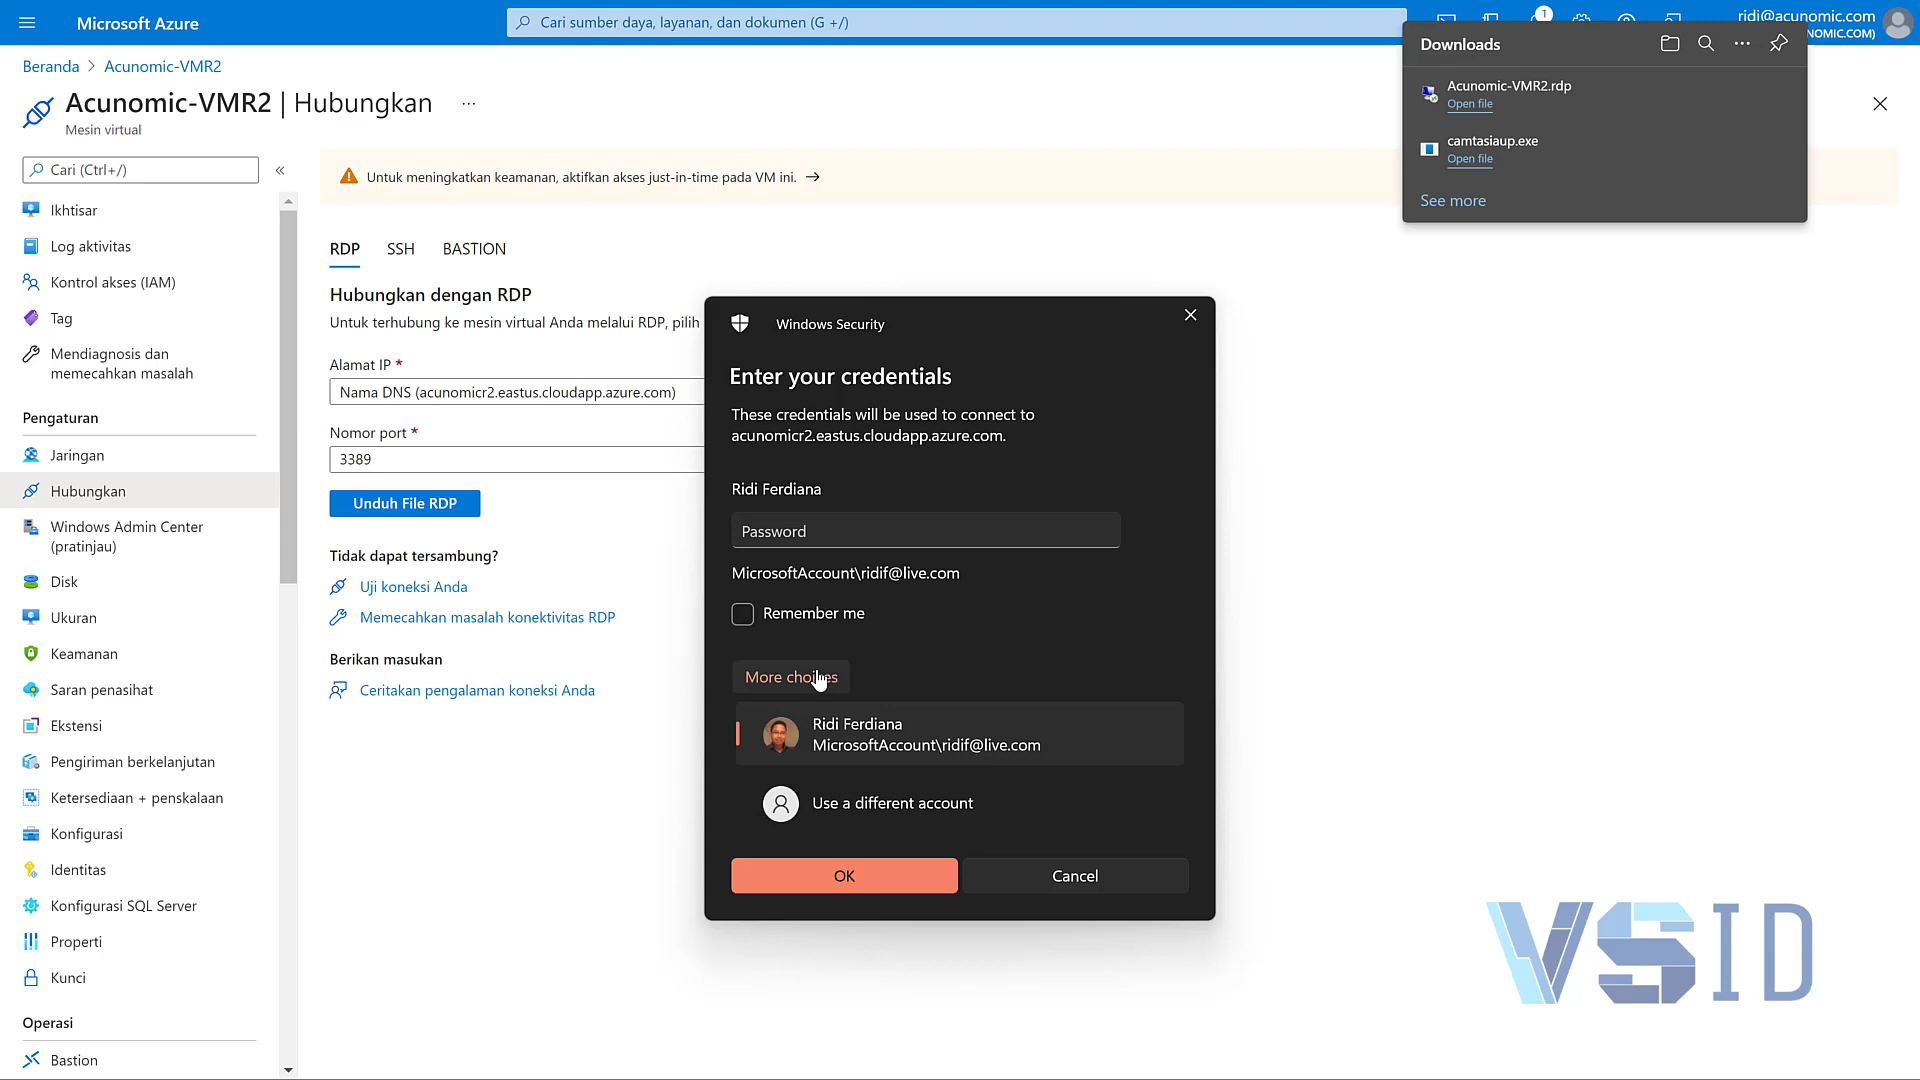 Microsoft Azure
Cari sumber daya, layanan, dan dokumen (G +/)
1
ridi@acunomic.com
NOMIC.COM)
Beranda > Acunomic-VMR2
Acunomic-VMR2 | Hubungkan ...
Mesin virtual
Cari (Ctrl+/)
«
Ikhtisar
Log aktivitas
Kontrol akses (IAM)
Tag
Mendiagnosis dan
memecahkan masalah
Pengaturan
Jaringan
Hubungkan
Windows Admin Center
(pratinjau)
Disk
Ukuran
Keamanan
Saran penasihat
Ekstensi
Pengiriman berkelanjutan
Ketersediaan + penskalaan
Konfigurasi
Identitas
Konfigurasi SQL Server
Properti
Kunci
Operasi
Bastion
Untuk meningkatkan keamanan, aktifkan akses just-in-time pada VM ini. →
RDP SSH BASTION
Hubungkan dengan RDP
Untuk terhubung ke mesin virtual Anda melalui RDP, pilih
Alamat IP *
Nama DNS (acunomicr2.eastus.cloudapp.azure.com)
Nomor port *
3389
Unduh File RDP
Tidak dapat tersambung?
Uji koneksi Anda
Memecahkan masalah konektivitas RDP
Berikan masukan
Ceritakan pengalaman koneksi Anda
Downloads
Acunomic-VMR2.rdp
Open file
camtasiaup.exe
Open file
See more
Windows Security
Enter your credentials
These credentials will be used to connect to
acunomicr2.eastus.cloudapp.azure.com.
Ridi Ferdiana
Password
MicrosoftAccount\ridif@live.com
Remember me
More choices
Ridi Ferdiana
MicrosoftAccount\ridif@live.com
Use a different account
OK
Cancel
VSID